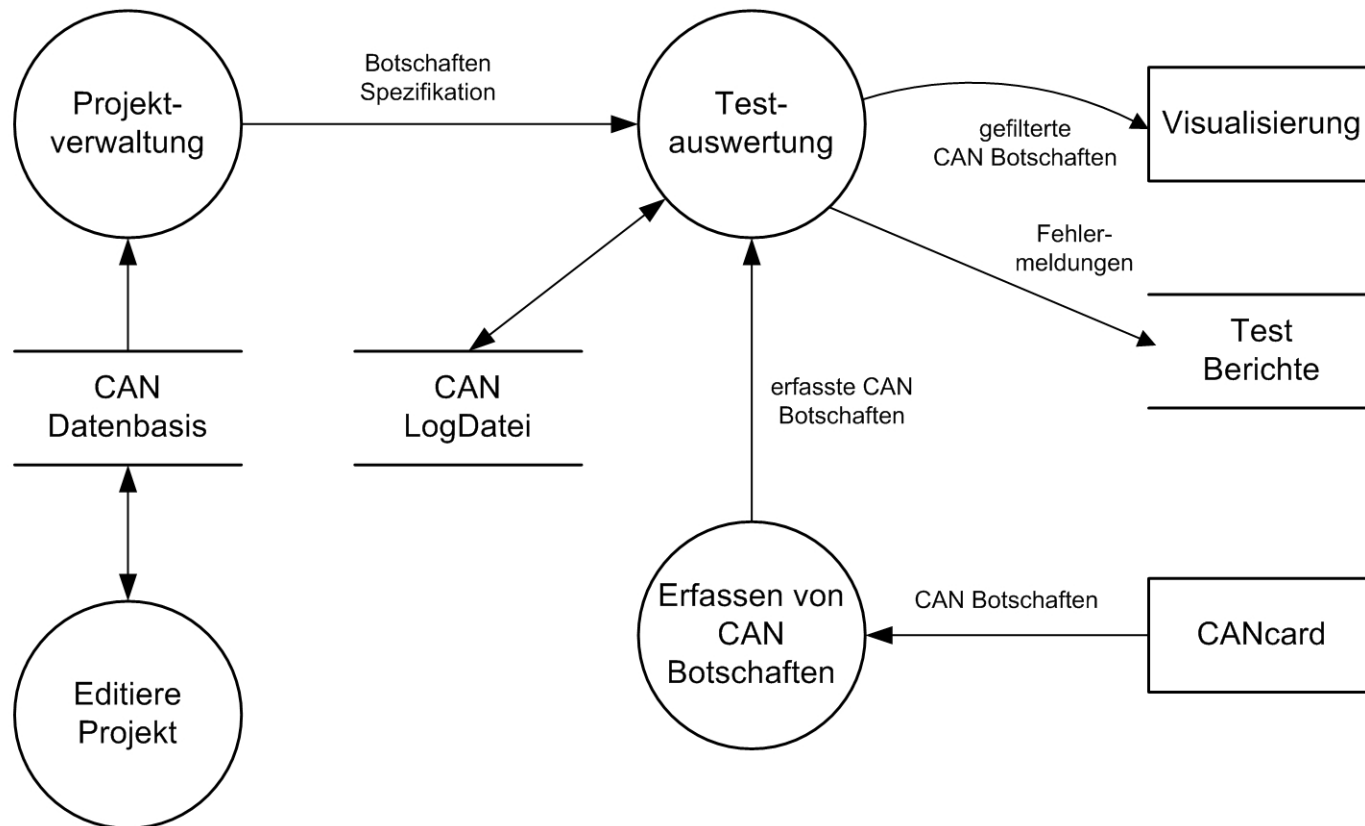 Projekt-
verwaltung
Botschaften
Spezifikation
Test-
auswertung
gefilterte
CAN Botschaften
Visualisierung
Fehler-
meldungen
Test
Berichte
CAN
Datenbasis
CAN
LogDatei
erfasste CAN
Botschaften
Erfassen von
CAN
Botschaften
CAN Botschaften
CANcard
Editiere
Projekt